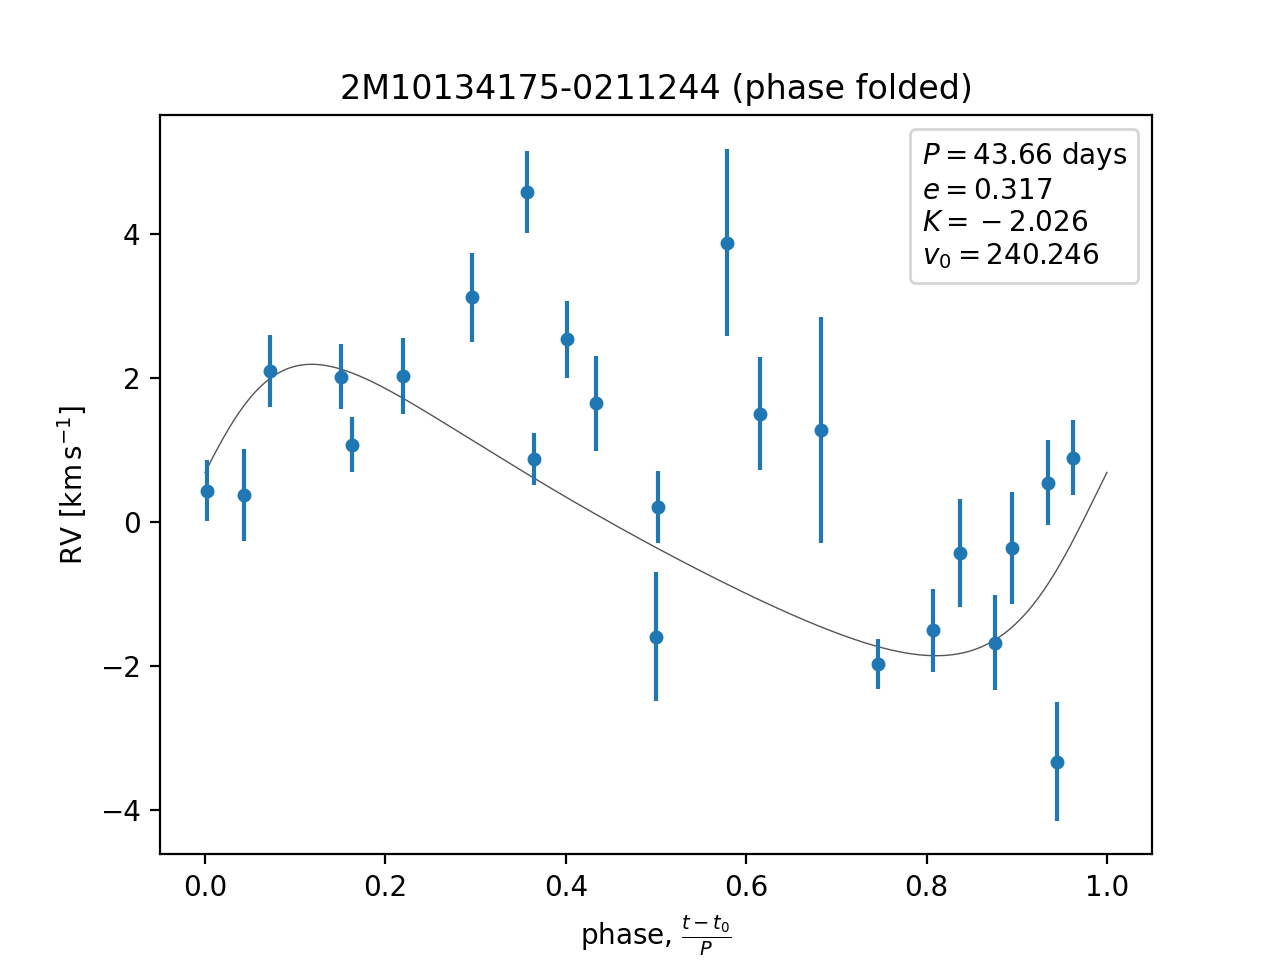 2M10134175-0211244 (phase folded)
P = 43.66 days
e = 0.317
K = −2.026
v₀ = 240.246
RV [km s⁻¹]
4
2
0
−2
−4
0.0 0.2 0.4 0.6 0.8 1.0
phase, (t − t₀)/P